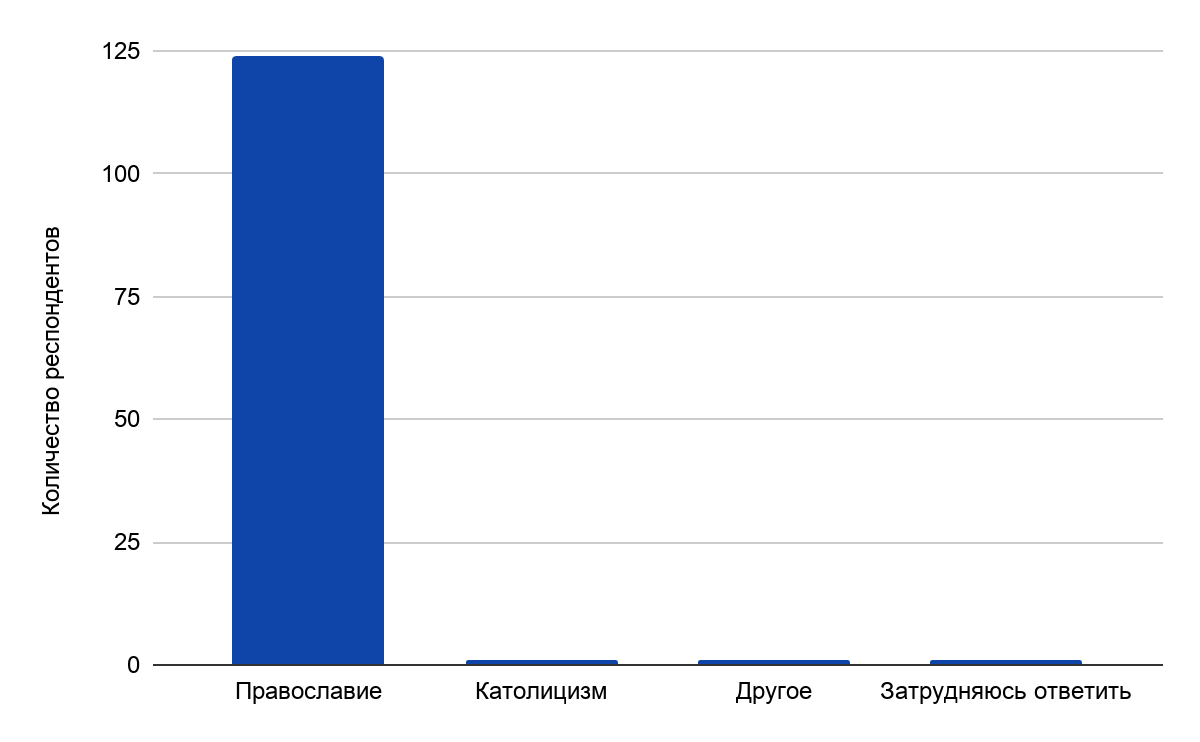 Количество респондентов
125
100
75
50
25
0
Православие
Католицизм
Другое
Затрудняюсь ответить